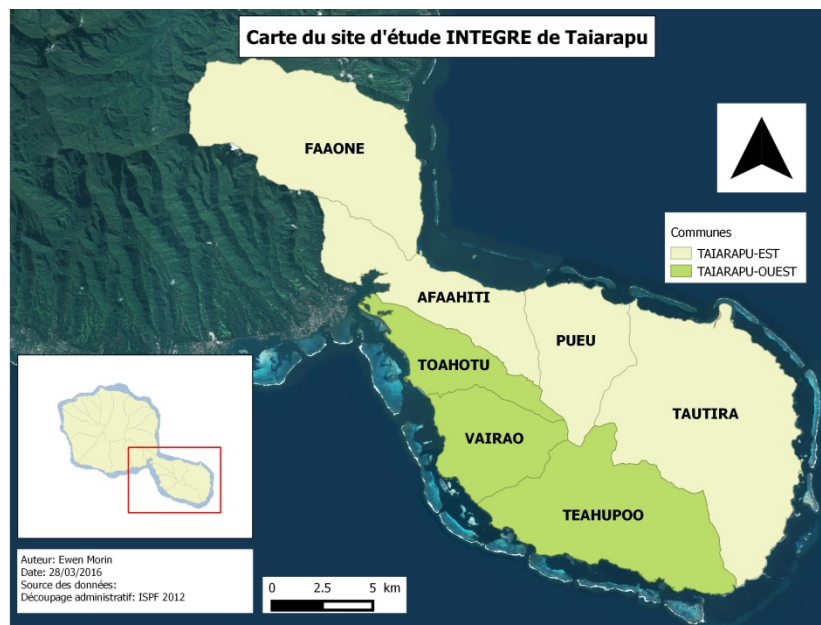 Carte du site d'étude INTEGRE de Taiarapu
FAAONE
Communes
TAIARAPU-EST
TAIARAPU-OUEST
AFAAHITI
PUEU
TOAHOTU
TAUTIRA
VAIRAO
TEAHUPOO
Auteur: Ewen Morin
Date: 28/03/2016
Source des données:
Découpage administratif: ISPF 2012
0 2.5 5 km